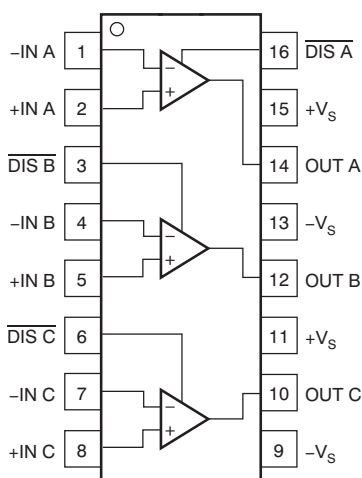 –IN A 1 16 DIS A
+IN A 2 15 +VS
DIS B 3 14 OUT A
–IN B 4 13 –VS
+IN B 5 12 OUT B
DIS C 6 11 +VS
–IN C 7 10 OUT C
+IN C 8 9 –VS
– +
– +
– +